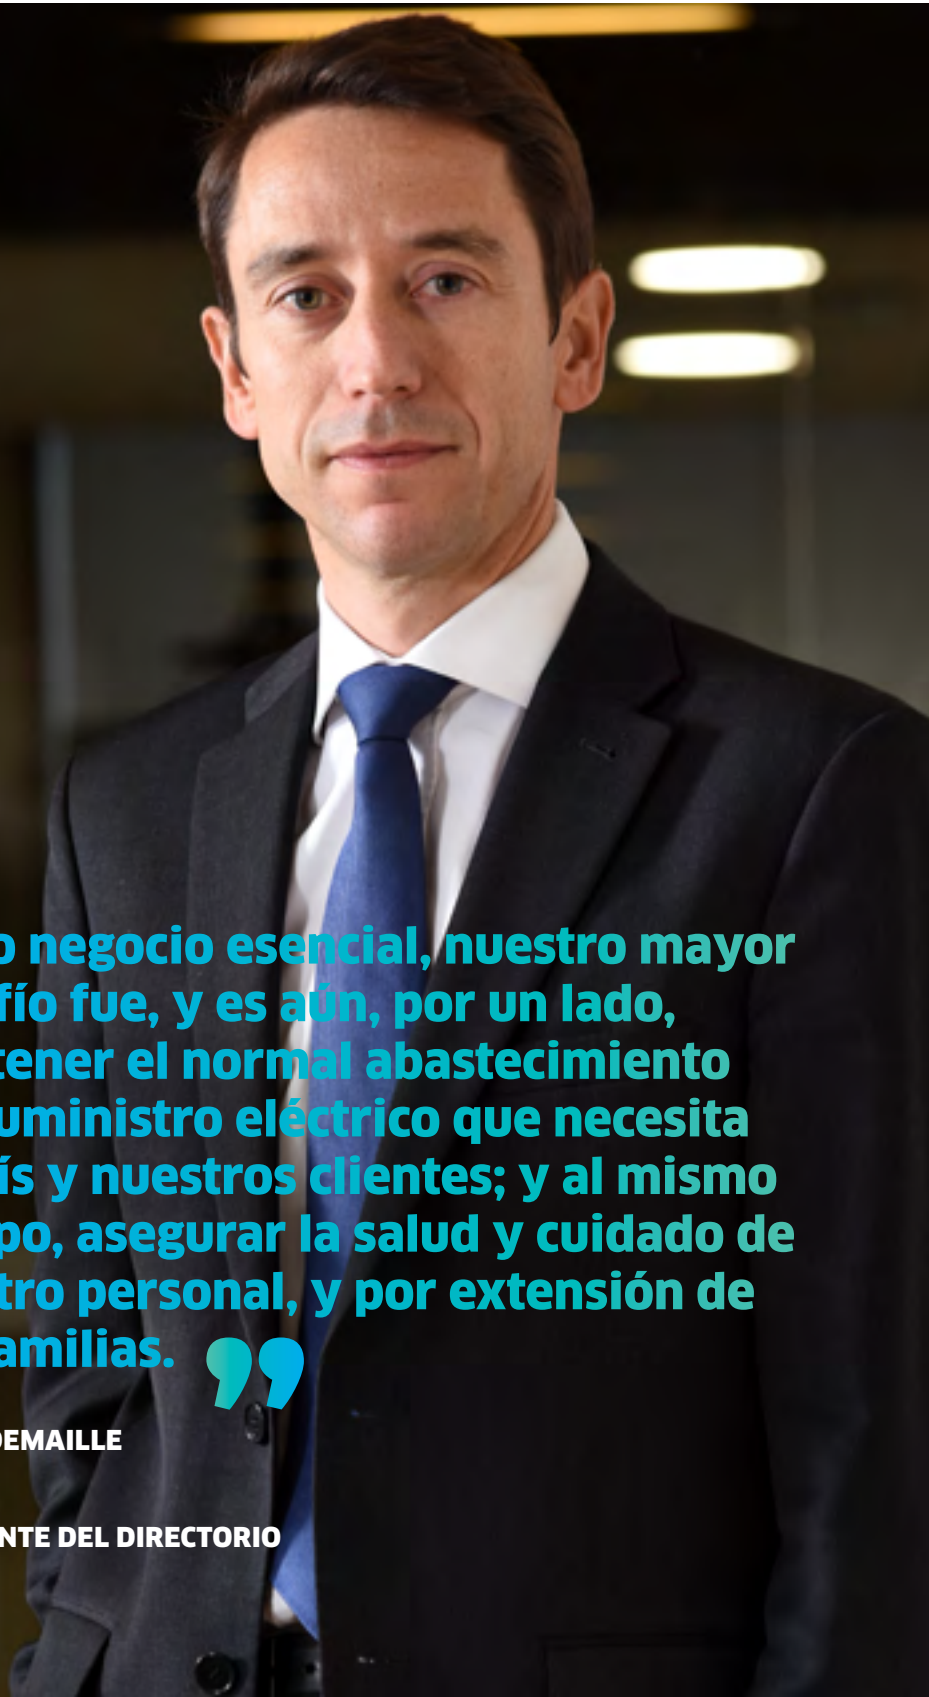 o negocio esencial, nuestro mayor
fío fue, y es aún, por un lado,
tener el normal abastecimiento
uministro eléctrico que necesita
ís y nuestros clientes; y al mismo
po, asegurar la salud y cuidado de
tro personal, y por extensión de
amilias. ”
DEMAILLE
NTE DEL DIRECTORIO